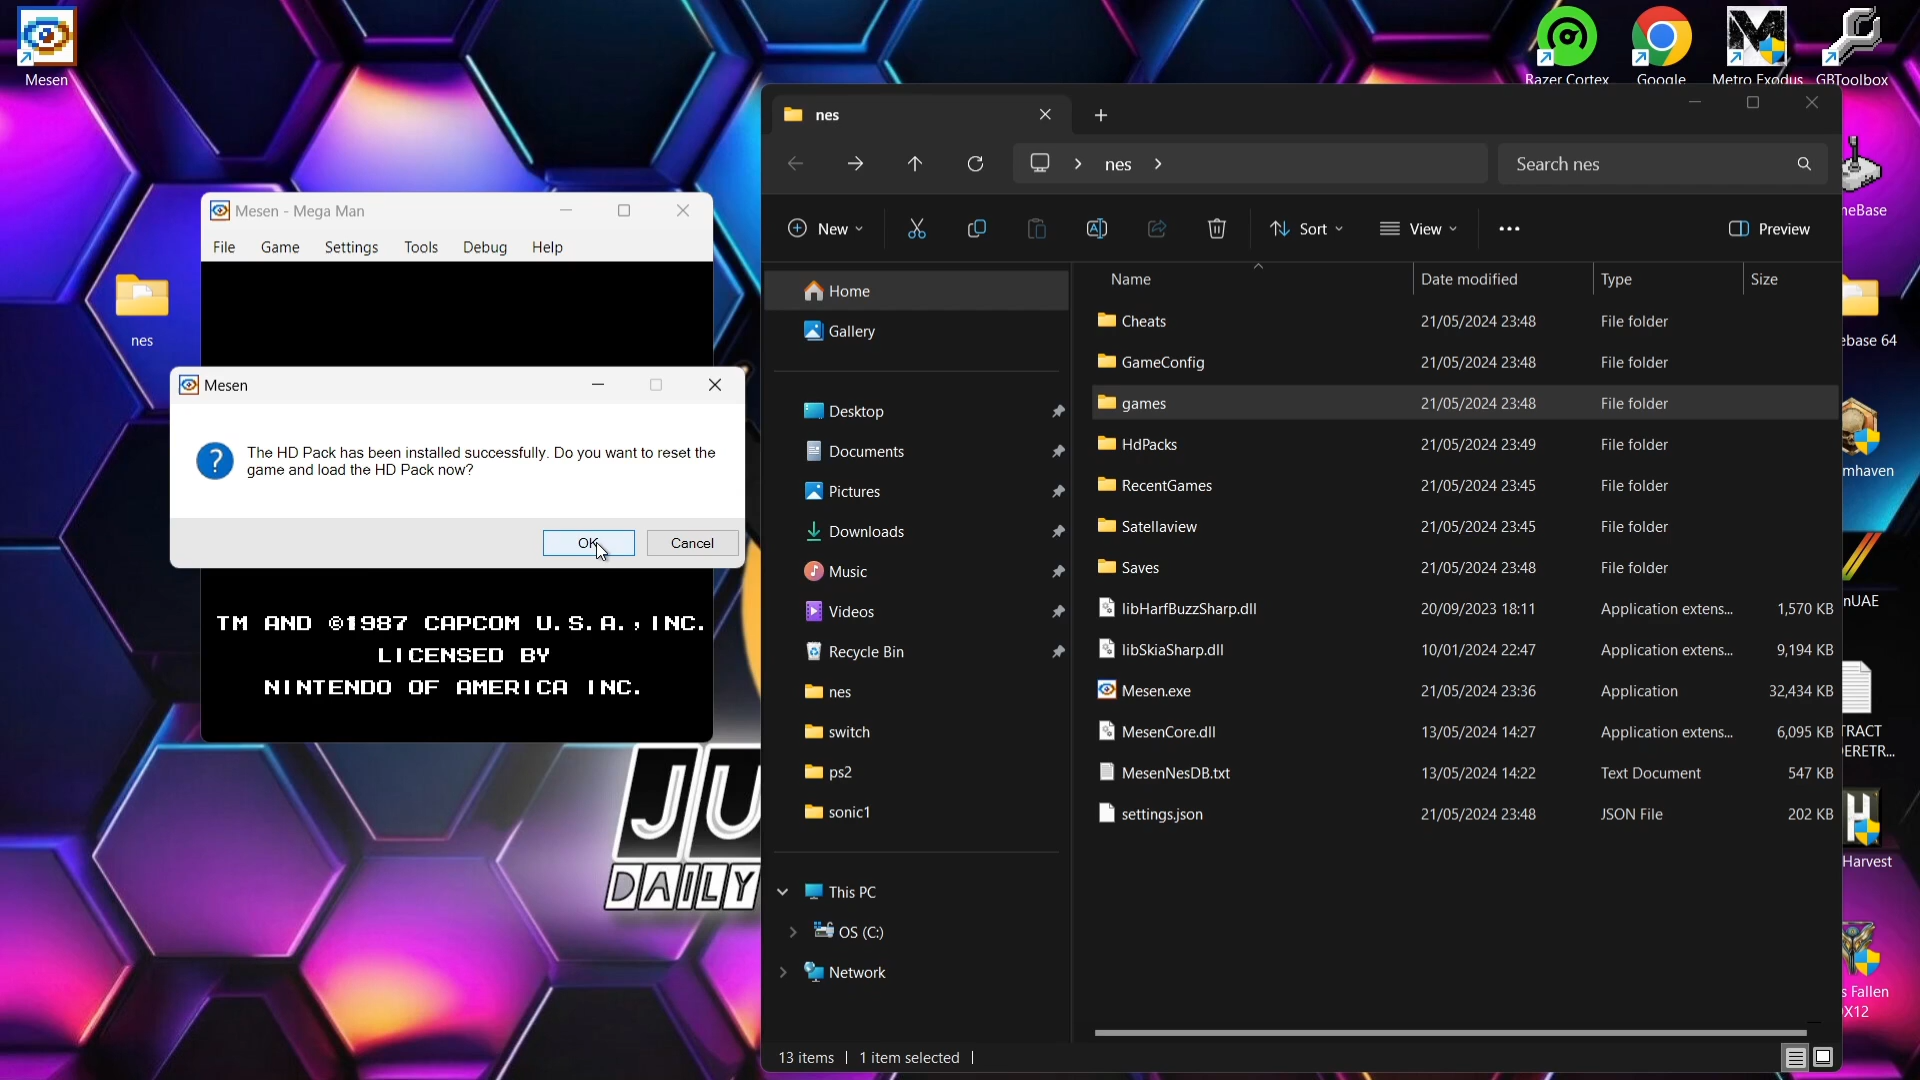 Mesen
Razer Cortex
Google
Metro Exodus
GBToolbox
nes
Mesen - Mega Man
File
Game
Settings
Tools
Debug
Help
Mesen
The HD Pack has been installed successfully. Do you want to reset the
game and load the HD Pack now?
OK
Cancel
TM AND ©1987 CAPCOM U.S.A., INC.
LICENSED BY
NINTENDO OF AMERICA INC.
JU
DAILY
nes
nes
Search nes
New
Sort
View
Preview
Home
Gallery
Desktop
Documents
Pictures
Downloads
Music
Videos
Recycle Bin
nes
switch
ps2
sonic1
This PC
OS (C:)
Network
Name Date modified Type Size
Cheats 21/05/2024 23:48 File folder
GameConfig 21/05/2024 23:48 File folder
games 21/05/2024 23:48 File folder
HdPacks 21/05/2024 23:49 File folder
RecentGames 21/05/2024 23:45 File folder
Satellaview 21/05/2024 23:45 File folder
Saves 21/05/2024 23:48 File folder
libHarfBuzzSharp.dll 20/09/2023 18:11 Application extens... 1,570 KB
libSkiaSharp.dll 10/01/2024 22:47 Application extens... 9,194 KB
Mesen.exe 21/05/2024 23:36 Application 32,434 KB
MesenCore.dll 13/05/2024 14:27 Application extens... 6,095 KB
MesenNesDB.txt 13/05/2024 14:22 Text Document 547 KB
settings.json 21/05/2024 23:48 JSON File 202 KB
13 items
1 item selected
neBase
ebase 64
mhaven
nUAE
TRACT
DERETR...
Harvest
s Fallen
X12